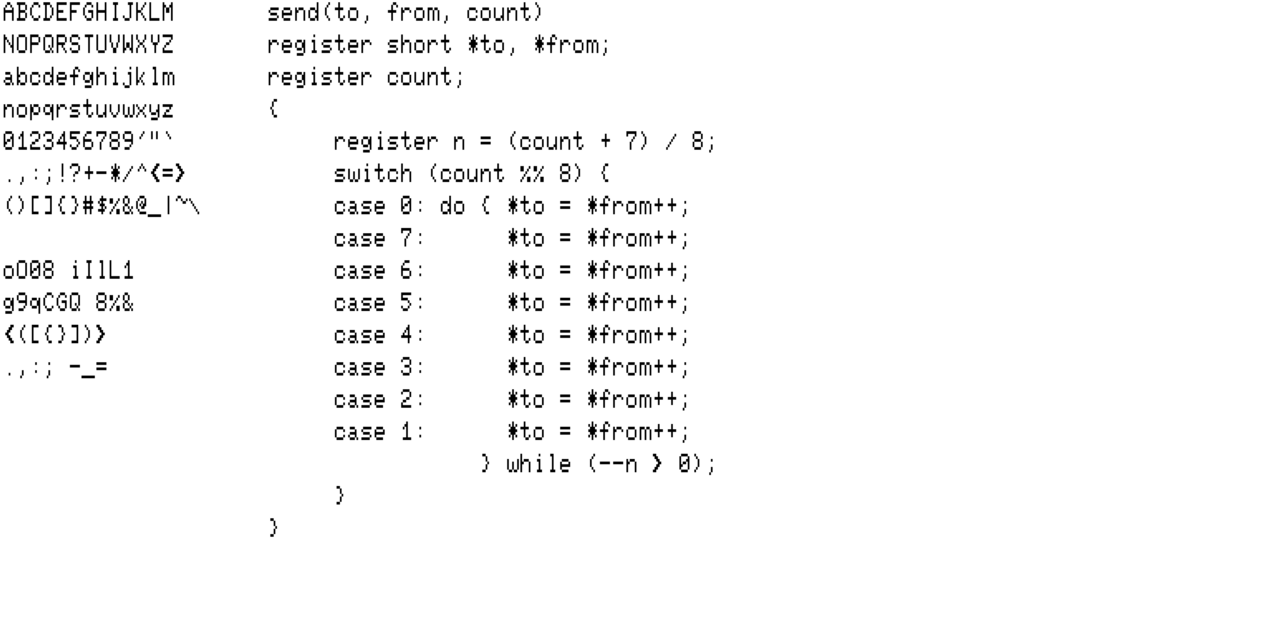 ABCDEFGHIJKLM
NOPQRSTUVWXYZ
abcdefghijklm
nopqrstuvwxyz
0123456789'"`
.,:;!?+-*/^<=>
()[]{}#$%&@_|~\
oO08 iIlL1
g9qCGQ 8%&
<([{}])>
.,:; -_=
send(to, from, count)
register short *to, *from;
register count;
{
     register n = (count + 7) / 8;
     switch (count %% 8) {
     case 0: do { *to = *from++;
     case 7:      *to = *from++;
     case 6:      *to = *from++;
     case 5:      *to = *from++;
     case 4:      *to = *from++;
     case 3:      *to = *from++;
     case 2:      *to = *from++;
     case 1:      *to = *from++;
                } while (--n > 0);
     }
}